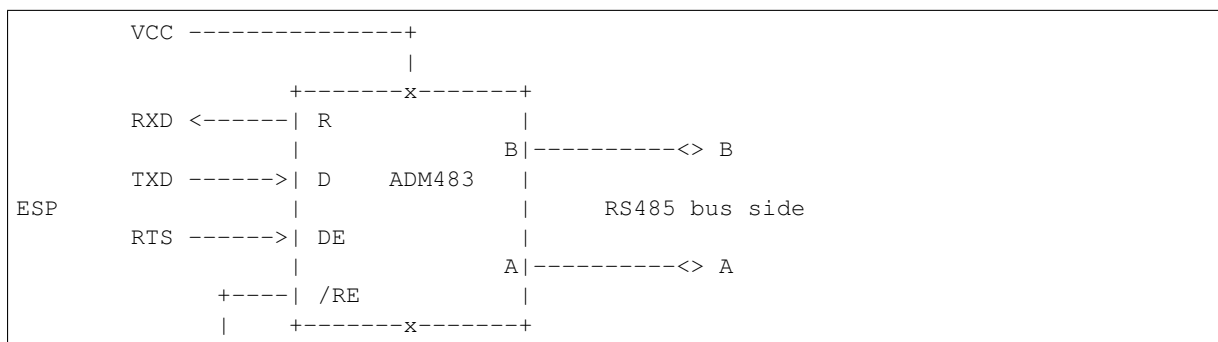 VCC ---------------+
                           |
                   +-------x-------+
        RXD <------| R             |
                   |              B|----------<> B
        TXD ------>| D    ADM483   |
ESP                |               |     RS485 bus side
        RTS ------>| DE            |
                   |              A|----------<> A
              +----| /RE           |
              |    +-------x-------+